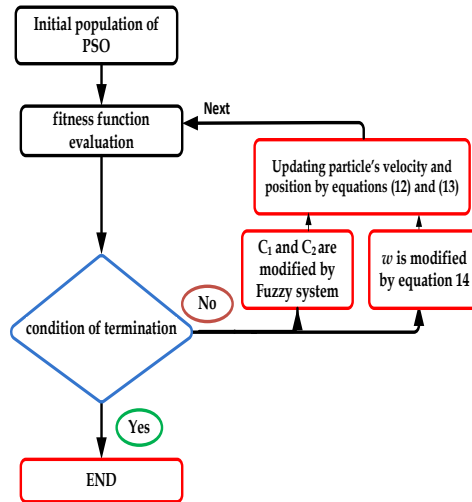 Initial population of
PSO
fitness function
evaluation
Next
Updating particle's velocity and
position by equations (12) and (13)
C₁ and C₂ are
modified by
Fuzzy system
w is modified
by equation 14
No
condition of termination
Yes
END